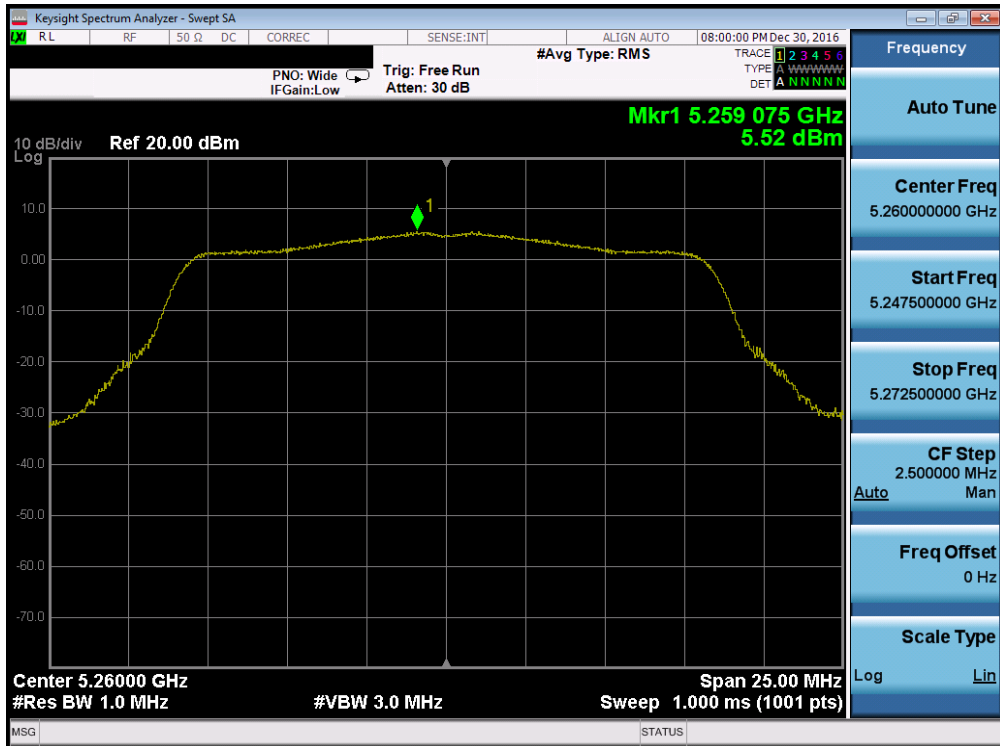 Keysight Spectrum Analyzer - Swept SA
LXI RL RF 50 Ω DC CORREC SENSE:INT ALIGN AUTO 08:00:00 PM Dec 30, 2016
#Avg Type: RMS TRACE 1 2 3 4 5 6
PNO: Wide Trig: Free Run TYPE A WWWWW
IFGain:Low Atten: 30 dB DET A N N N N N
Mkr1 5.259 075 GHz
10 dB/div Ref 20.00 dBm 5.52 dBm
Log
10.0
1
0.00
-10.0
-20.0
-30.0
-40.0
-50.0
-60.0
-70.0
Center 5.26000 GHz Span 25.00 MHz
#Res BW 1.0 MHz #VBW 3.0 MHz Sweep 1.000 ms (1001 pts)
MSG STATUS
Frequency
Auto Tune
Center Freq
5.260000000 GHz
Start Freq
5.247500000 GHz
Stop Freq
5.272500000 GHz
CF Step
2.500000 MHz
Auto Man
Freq Offset
0 Hz
Scale Type
Log Lin